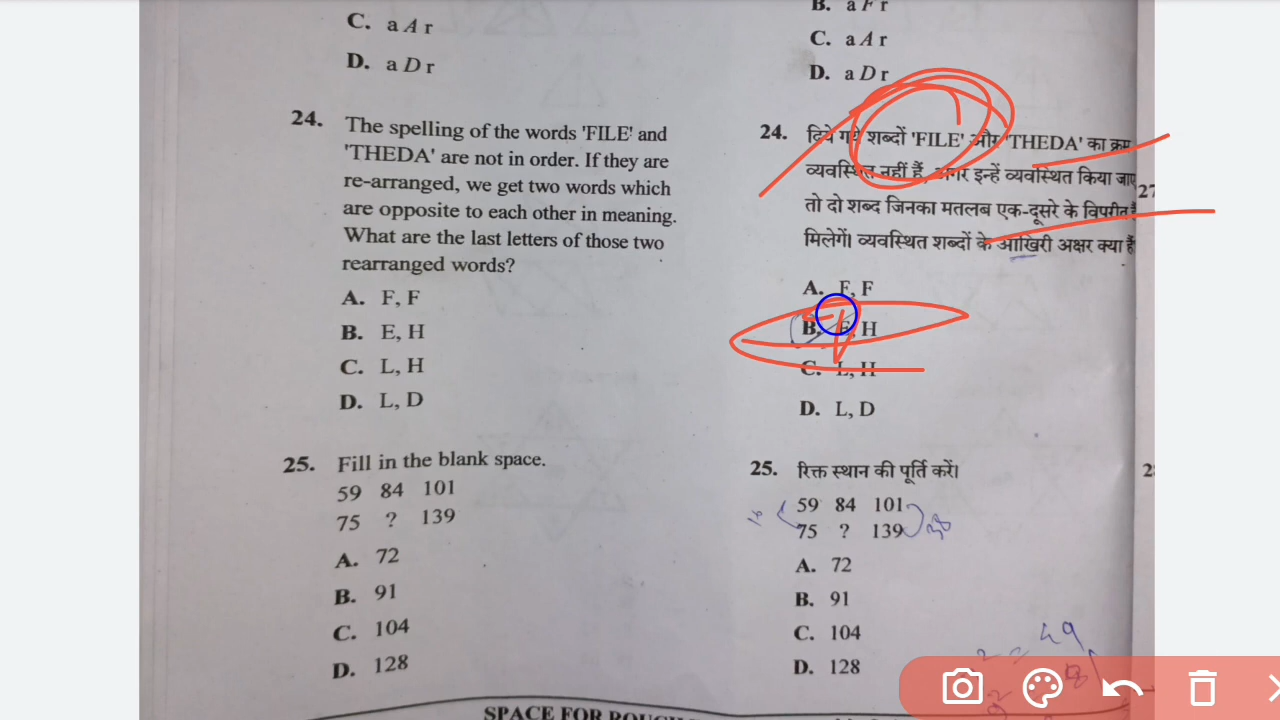 C. a A r
D. a D r
24. The spelling of the words 'FILE' and
'THEDA' are not in order. If they are
re-arranged, we get two words which
are opposite to each other in meaning.
What are the last letters of those two
rearranged words?
A. F, F
B. E, H
C. L, H
D. L, D
25. Fill in the blank space.
59 84 101
75 ? 139
A. 72
B. 91
C. 104
D. 128
B. a F r
C. a A r
D. a D r
24. दिये गये शब्दों 'FILE' और 'THEDA' का क्रम
व्यवस्थित नहीं हैं, अगर इन्हें व्यवस्थित किया जाए
तो दो शब्द जिनका मतलब एक-दूसरे के विपरीत है
मिलेगें। व्यवस्थित शब्दों के आखिरी अक्षर क्या हैं
A. F, F
B. E, H
C. L, H
D. L, D
25. रिक्त स्थान की पूर्ति करें।
59 84 101
75 ? 139
A. 72
B. 91
C. 104
D. 128
27
= 49
SPACE FOR